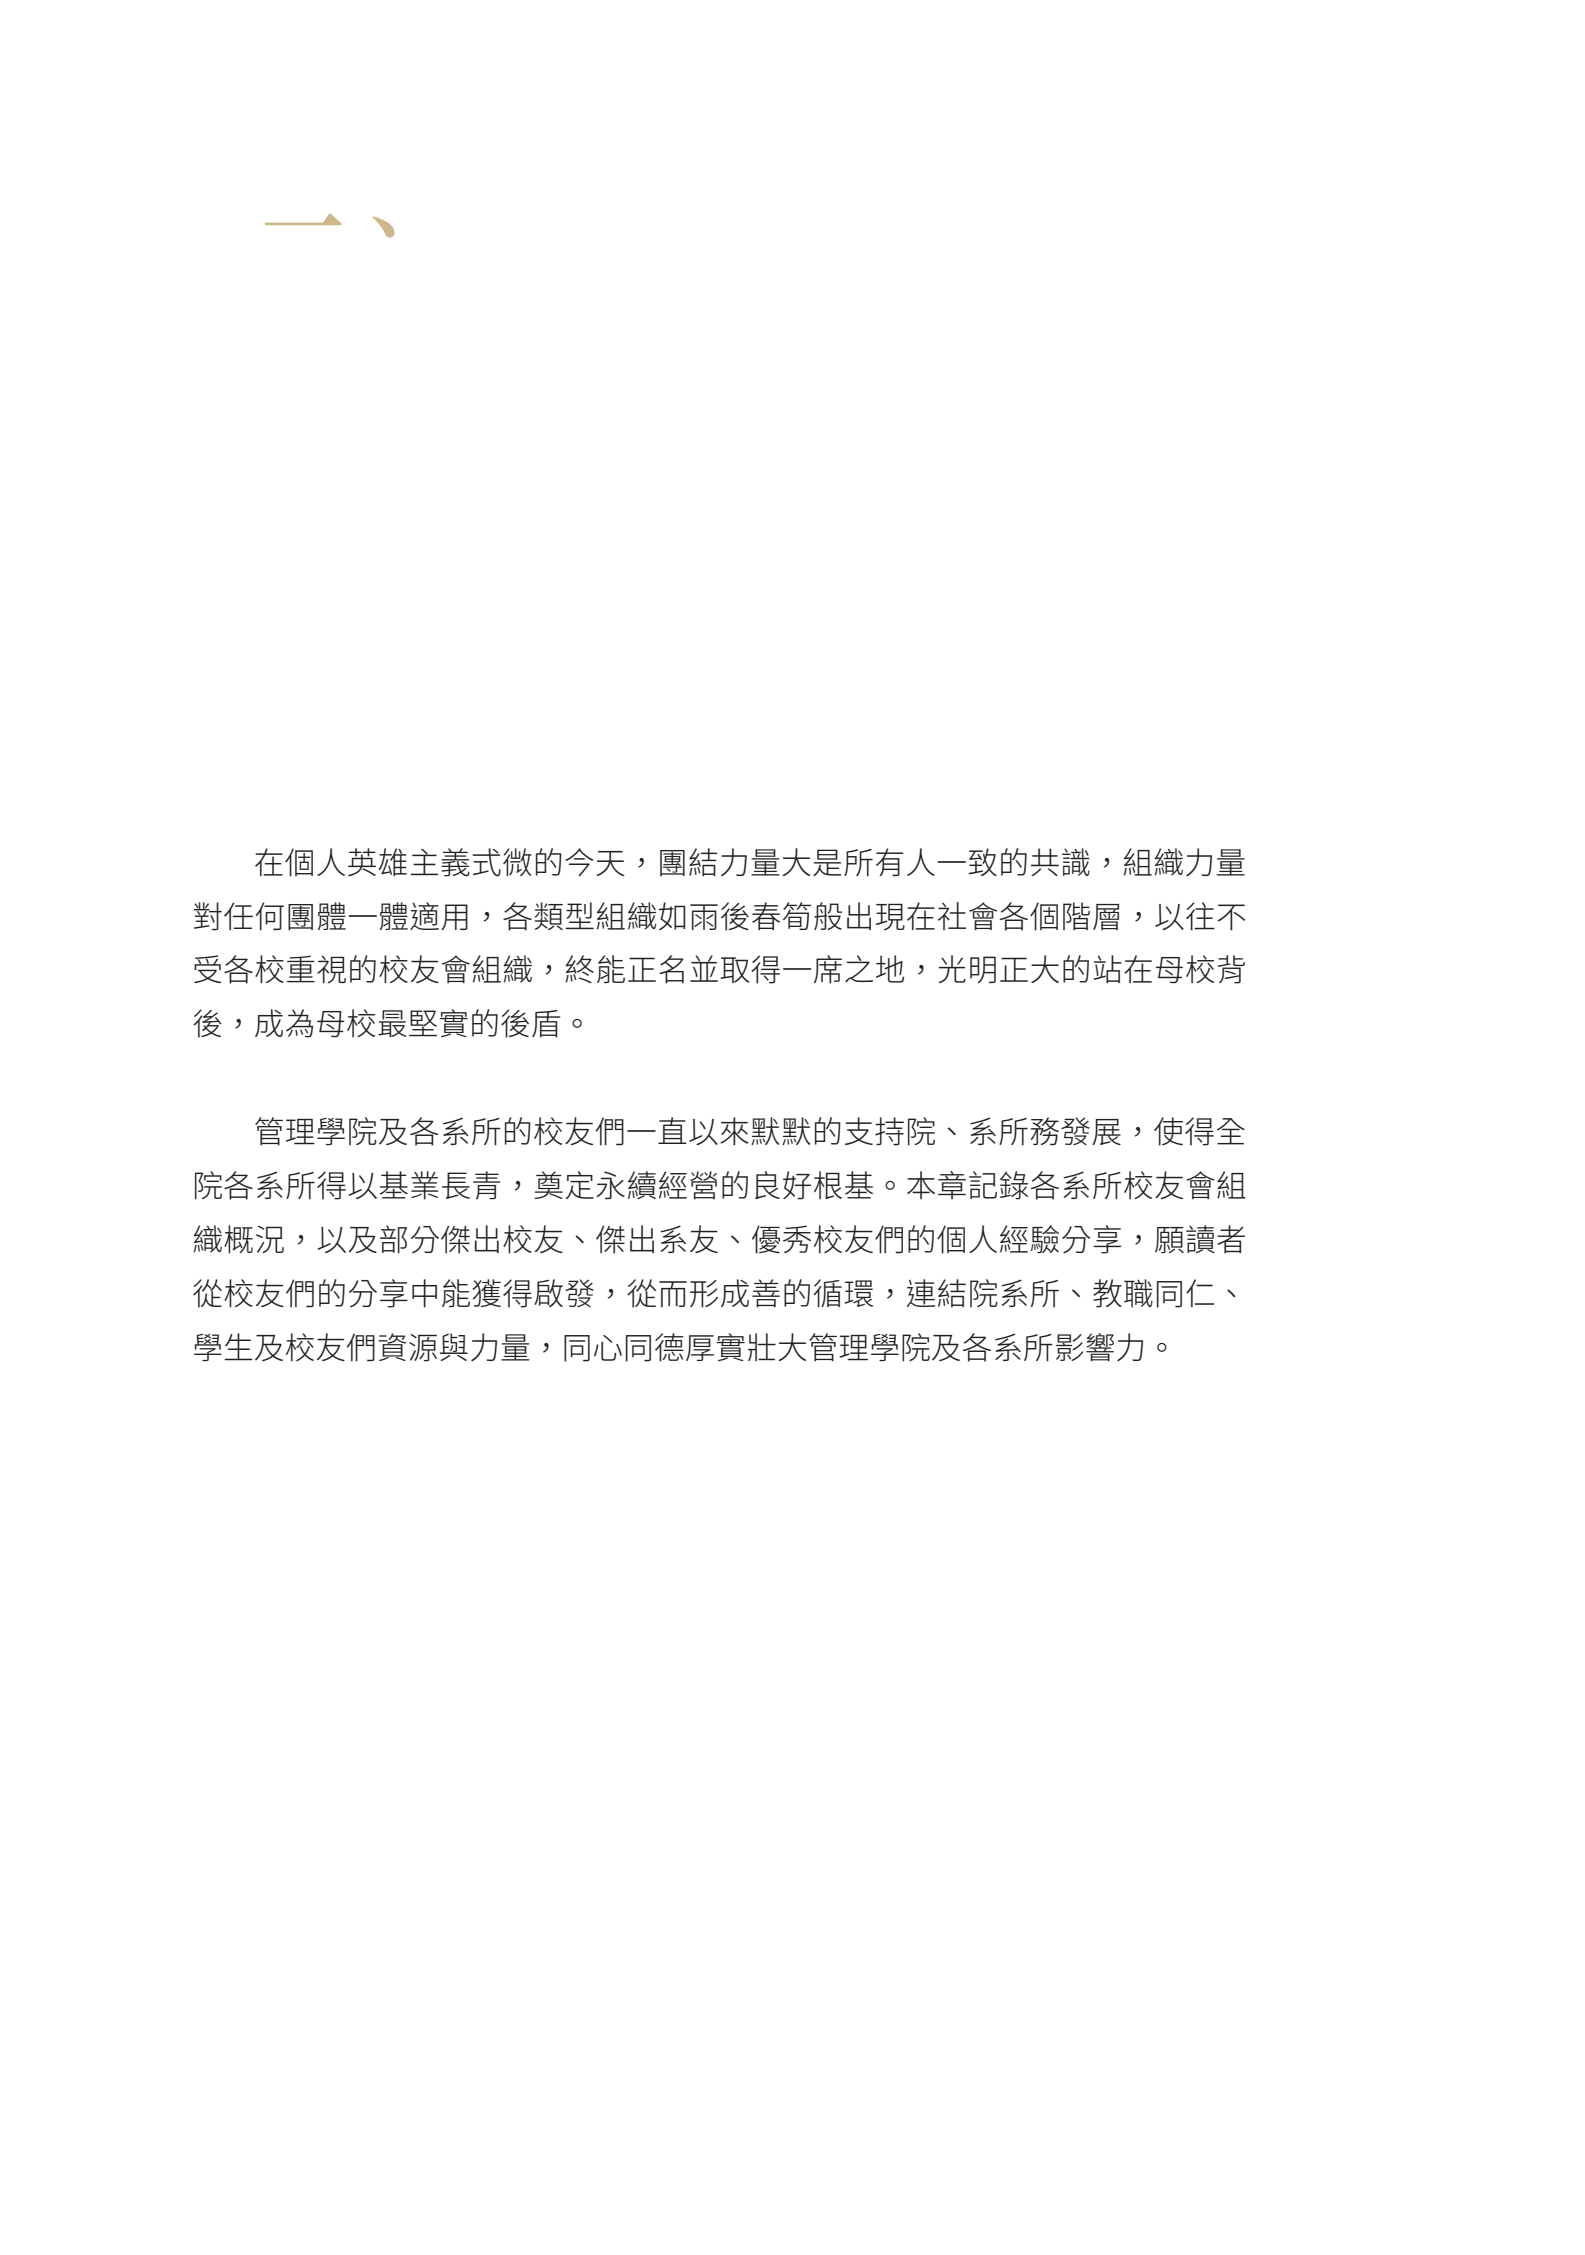 一、
在個人英雄主義式微的今天，團結力量大是所有人一致的共識，組織力量
對任何團體一體適用，各類型組織如雨後春筍般出現在社會各個階層，以往不
受各校重視的校友會組織，終能正名並取得一席之地，光明正大的站在母校背
後，成為母校最堅實的後盾。
管理學院及各系所的校友們一直以來默默的支持院、系所務發展，使得全
院各系所得以基業長青，奠定永續經營的良好根基。本章記錄各系所校友會組
織概況，以及部分傑出校友、傑出系友、優秀校友們的個人經驗分享，願讀者
從校友們的分享中能獲得啟發，從而形成善的循環，連結院系所、教職同仁、
學生及校友們資源與力量，同心同德厚實壯大管理學院及各系所影響力。